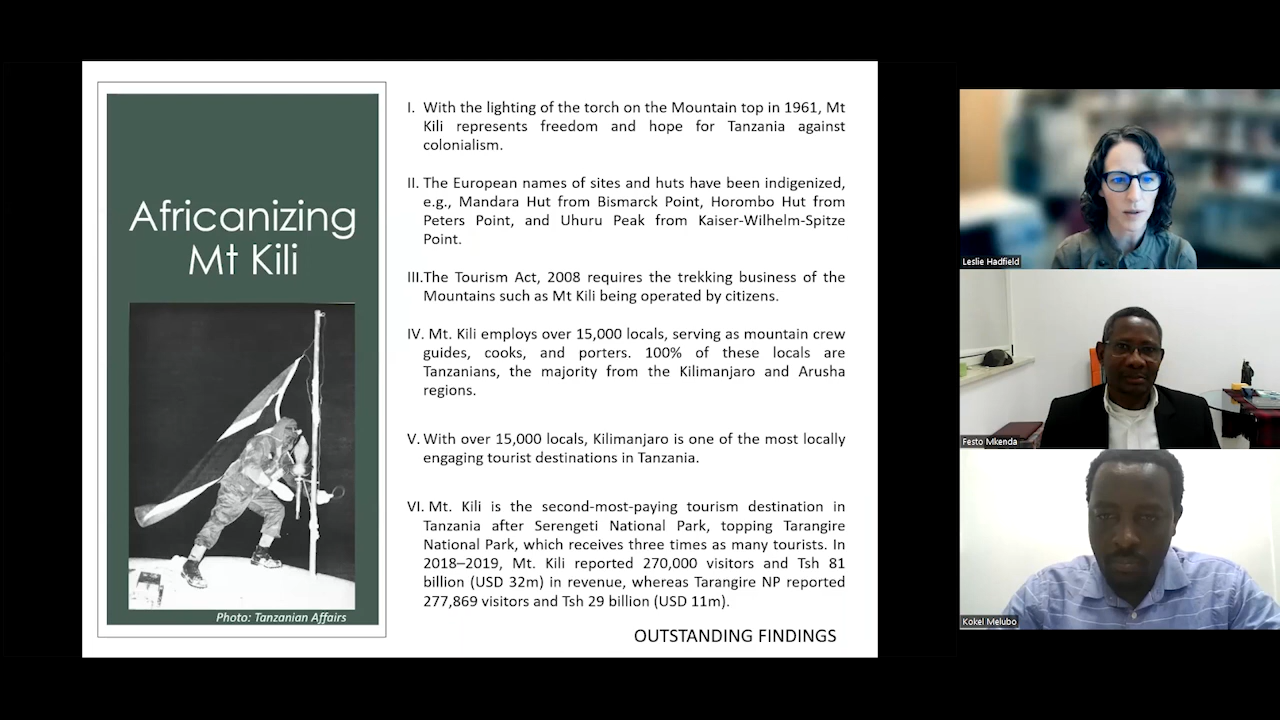 Africanizing
Mt Kili
Photo: Tanzanian Affairs
I. With the lighting of the torch on the Mountain top in 1961, Mt
Kili represents freedom and hope for Tanzania against
colonialism.
II. The European names of sites and huts have been indigenized,
e.g., Mandara Hut from Bismarck Point, Horombo Hut from
Peters Point, and Uhuru Peak from Kaiser-Wilhelm-Spitze
Point.
III.The Tourism Act, 2008 requires the trekking business of the
Mountains such as Mt Kili being operated by citizens.
IV. Mt. Kili employs over 15,000 locals, serving as mountain crew
guides, cooks, and porters. 100% of these locals are
Tanzanians, the majority from the Kilimanjaro and Arusha
regions.
V. With over 15,000 locals, Kilimanjaro is one of the most locally
engaging tourist destinations in Tanzania.
VI. Mt. Kili is the second-most-paying tourism destination in
Tanzania after Serengeti National Park, topping Tarangire
National Park, which receives three times as many tourists. In
2018–2019, Mt. Kili reported 270,000 visitors and Tsh 81
billion (USD 32m) in revenue, whereas Tarangire NP reported
277,869 visitors and Tsh 29 billion (USD 11m).
OUTSTANDING FINDINGS
Leslie Hadfield
Festo Mkenda
Kokel Melubo